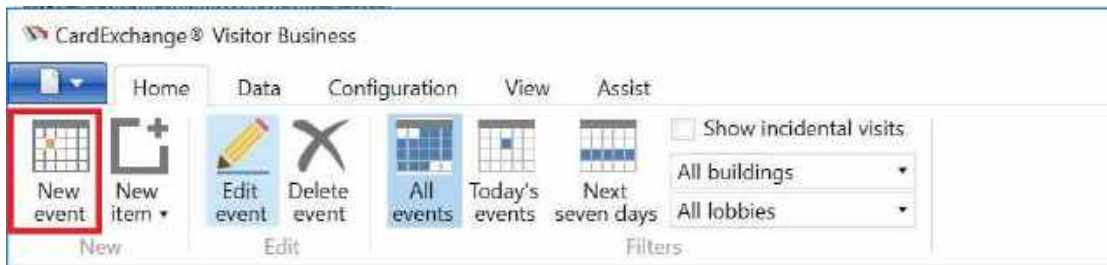 CardExchange® Visitor Business
Home Data Configuration View Assist
New event
New item
Edit event
Delete event
All events
Today's events
Next seven days
Show incidental visits
All buildings
All lobbies
New Edit Filters